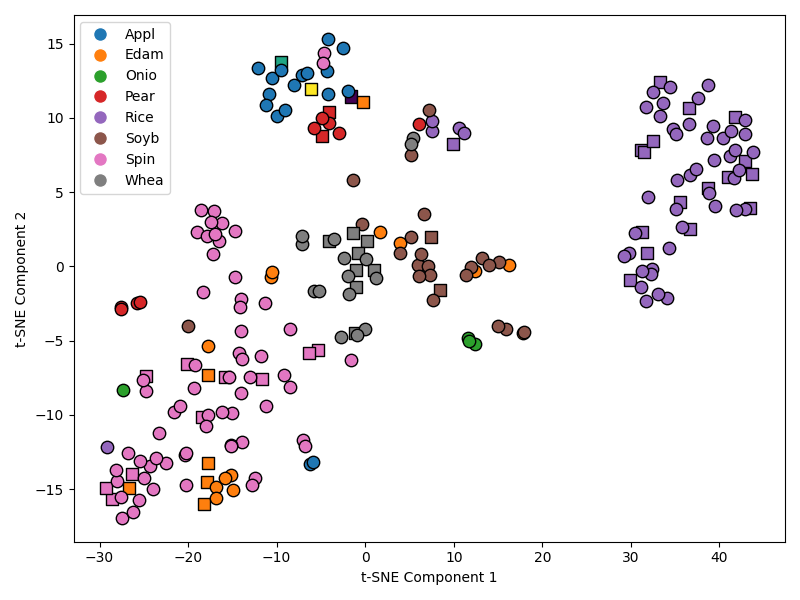 Appl
Edam
Onio
Pear
Rice
Soyb
Spin
Whea
t-SNE Component 2
15
10
5
0
−5
−10
−15
−30 −20 −10 0 10 20 30 40
t-SNE Component 1